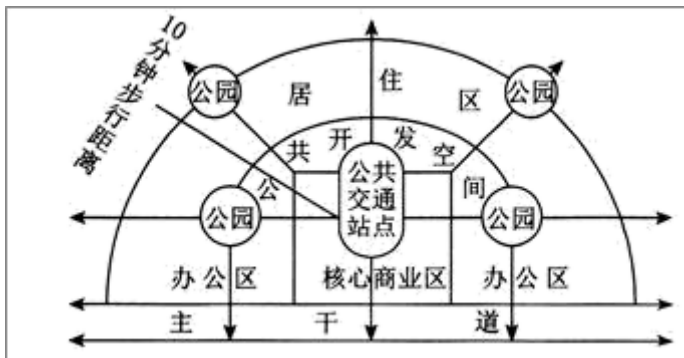 10分钟步行距离
公园
居住区
公园
公共开发空间
公共
交通
站点
公园
公园
办公区
核心商业区
办公区
主干道